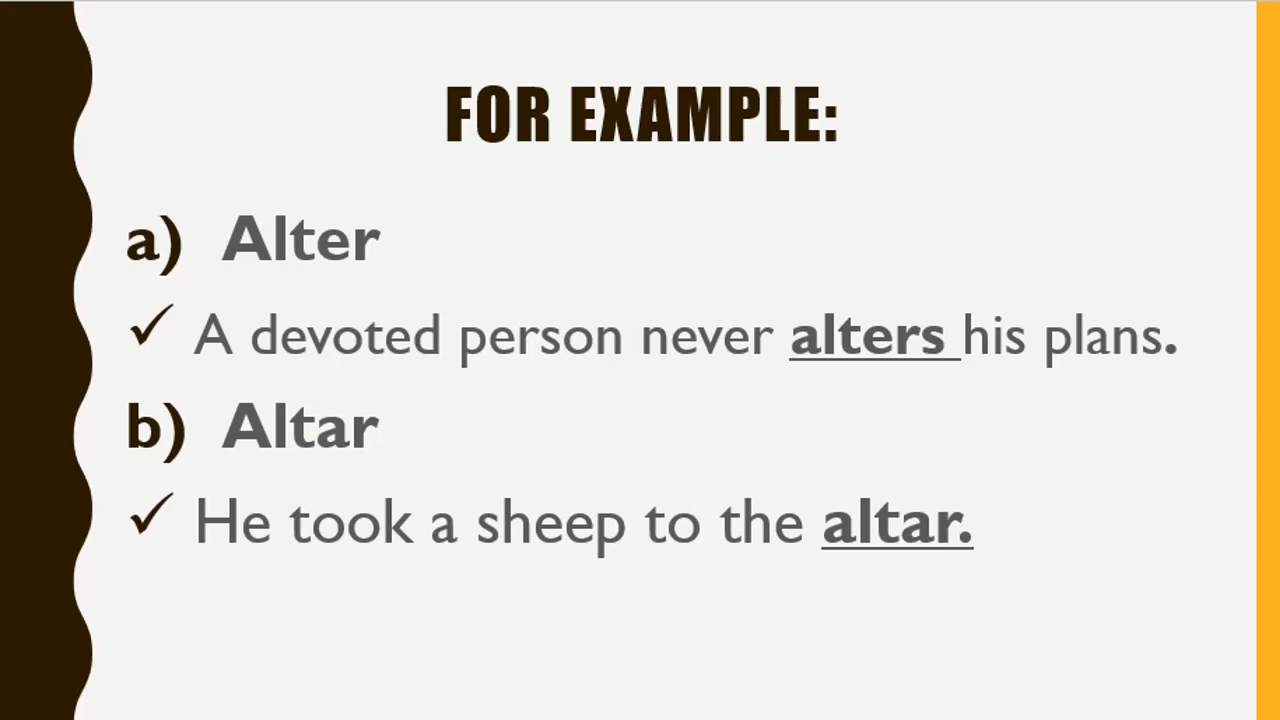 FOR EXAMPLE:
a) Alter
✓ A devoted person never alters his plans.
b) Altar
✓ He took a sheep to the altar.